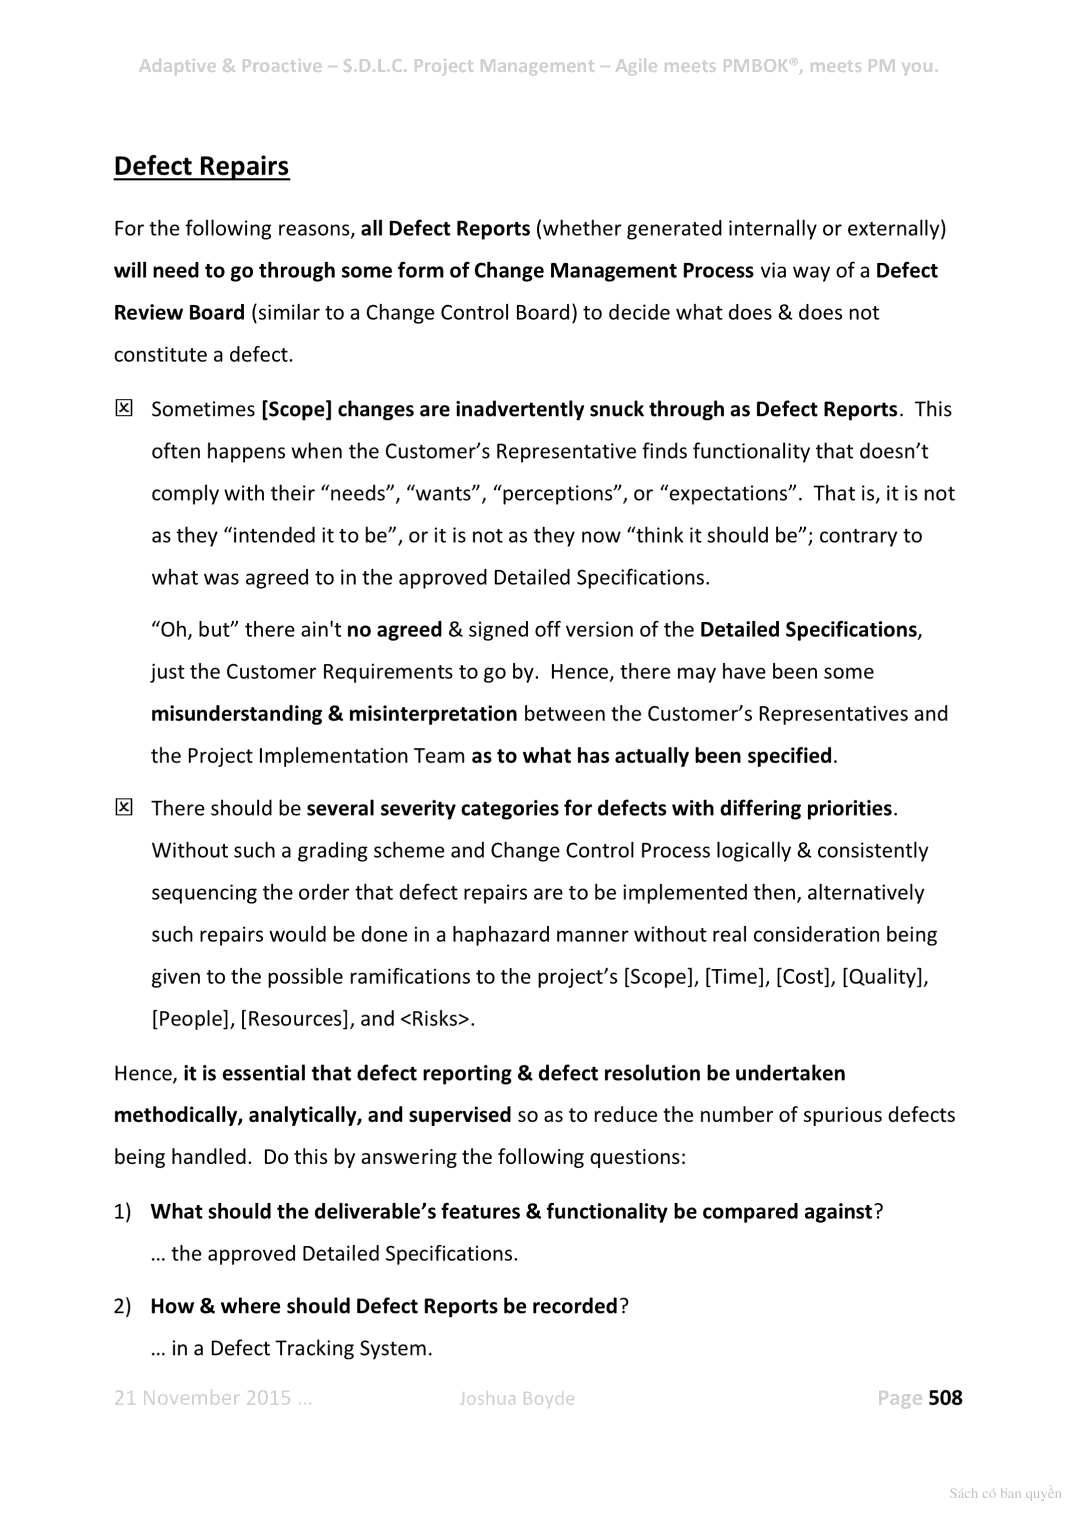 Adaptive & Proactive – S.D.L.C. Project Management – Agile meets PMBOK®, meets PM you.
Defect Repairs
For the following reasons, all Defect Reports (whether generated internally or externally)
will need to go through some form of Change Management Process via way of a Defect
Review Board (similar to a Change Control Board) to decide what does & does not
constitute a defect.
☒ Sometimes [Scope] changes are inadvertently snuck through as Defect Reports.  This
often happens when the Customer’s Representative finds functionality that doesn’t
comply with their “needs”, “wants”, “perceptions”, or “expectations”.  That is, it is not
as they “intended it to be”, or it is not as they now “think it should be”; contrary to
what was agreed to in the approved Detailed Specifications.
“Oh, but” there ain't no agreed & signed off version of the Detailed Specifications,
just the Customer Requirements to go by.  Hence, there may have been some
misunderstanding & misinterpretation between the Customer’s Representatives and
the Project Implementation Team as to what has actually been specified.
☒ There should be several severity categories for defects with differing priorities.
Without such a grading scheme and Change Control Process logically & consistently
sequencing the order that defect repairs are to be implemented then, alternatively
such repairs would be done in a haphazard manner without real consideration being
given to the possible ramifications to the project’s [Scope], [Time], [Cost], [Quality],
[People], [Resources], and <Risks>.
Hence, it is essential that defect reporting & defect resolution be undertaken
methodically, analytically, and supervised so as to reduce the number of spurious defects
being handled.  Do this by answering the following questions:
1) What should the deliverable’s features & functionality be compared against?
… the approved Detailed Specifications.
2) How & where should Defect Reports be recorded?
… in a Defect Tracking System.
21 November 2015 … Joshua Boyde Page 508
Sách có bản quyền